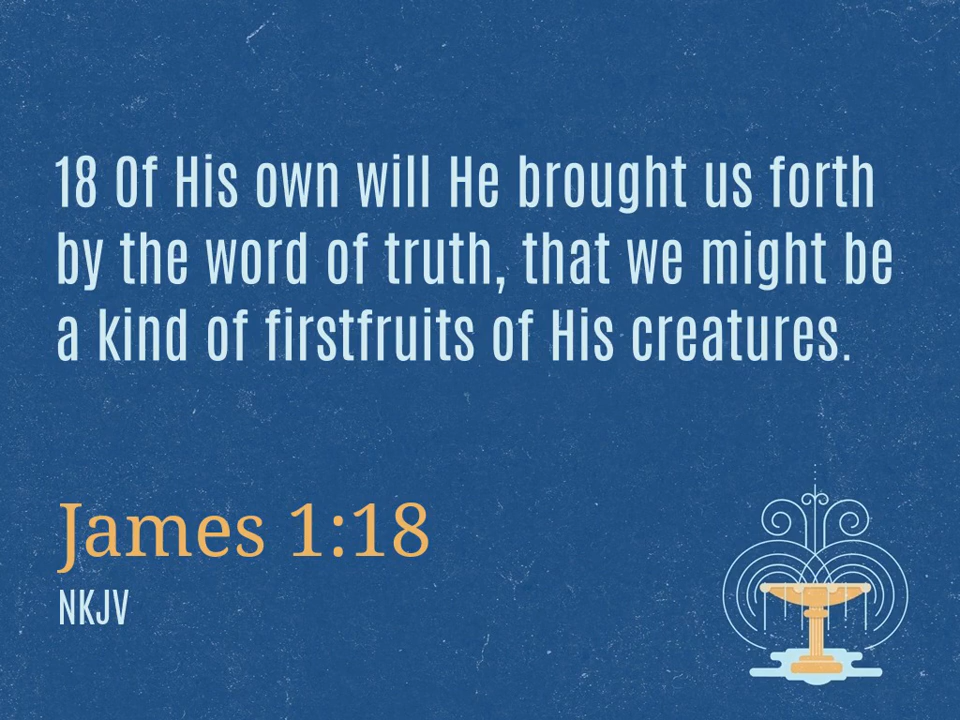 18 Of His own will He brought us forth
by the word of truth, that we might be
a kind of firstfruits of His creatures.
James 1:18
NKJV